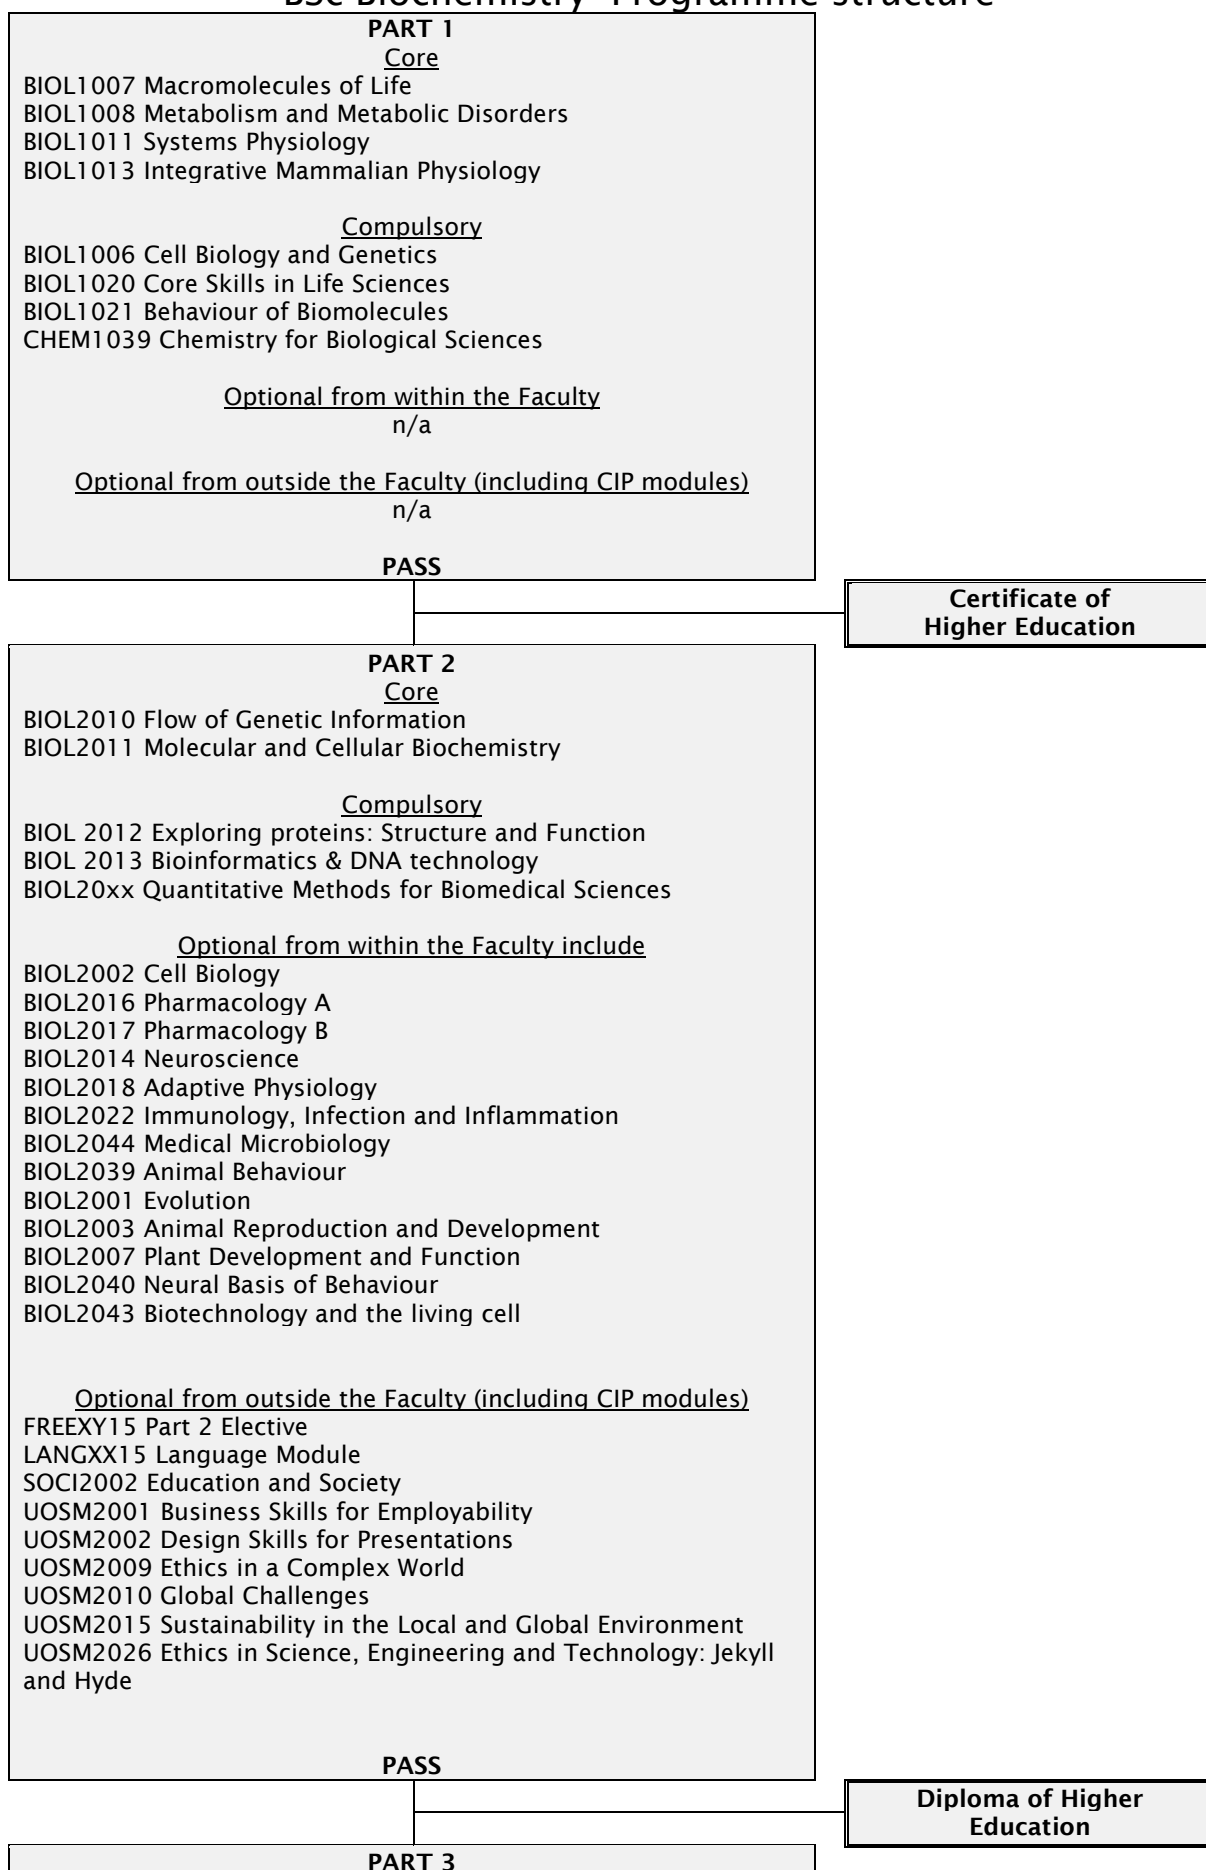 BSc Biochemistry Programme structure
PART 1
Core
BIOL1007 Macromolecules of Life
BIOL1008 Metabolism and Metabolic Disorders
BIOL1011 Systems Physiology
BIOL1013 Integrative Mammalian Physiology
Compulsory
BIOL1006 Cell Biology and Genetics
BIOL1020 Core Skills in Life Sciences
BIOL1021 Behaviour of Biomolecules
CHEM1039 Chemistry for Biological Sciences
Optional from within the Faculty
n/a
Optional from outside the Faculty (including CIP modules)
n/a
PASS
Certificate of
Higher Education
PART 2
Core
BIOL2010 Flow of Genetic Information
BIOL2011 Molecular and Cellular Biochemistry
Compulsory
BIOL 2012 Exploring proteins: Structure and Function
BIOL 2013 Bioinformatics & DNA technology
BIOL20xx Quantitative Methods for Biomedical Sciences
Optional from within the Faculty include
BIOL2002 Cell Biology
BIOL2016 Pharmacology A
BIOL2017 Pharmacology B
BIOL2014 Neuroscience
BIOL2018 Adaptive Physiology
BIOL2022 Immunology, Infection and Inflammation
BIOL2044 Medical Microbiology
BIOL2039 Animal Behaviour
BIOL2001 Evolution
BIOL2003 Animal Reproduction and Development
BIOL2007 Plant Development and Function
BIOL2040 Neural Basis of Behaviour
BIOL2043 Biotechnology and the living cell
Optional from outside the Faculty (including CIP modules)
FREEXY15 Part 2 Elective
LANGXX15 Language Module
SOCI2002 Education and Society
UOSM2001 Business Skills for Employability
UOSM2002 Design Skills for Presentations
UOSM2009 Ethics in a Complex World
UOSM2010 Global Challenges
UOSM2015 Sustainability in the Local and Global Environment
UOSM2026 Ethics in Science, Engineering and Technology: Jekyll
and Hyde
PASS
Diploma of Higher
Education
PART 3